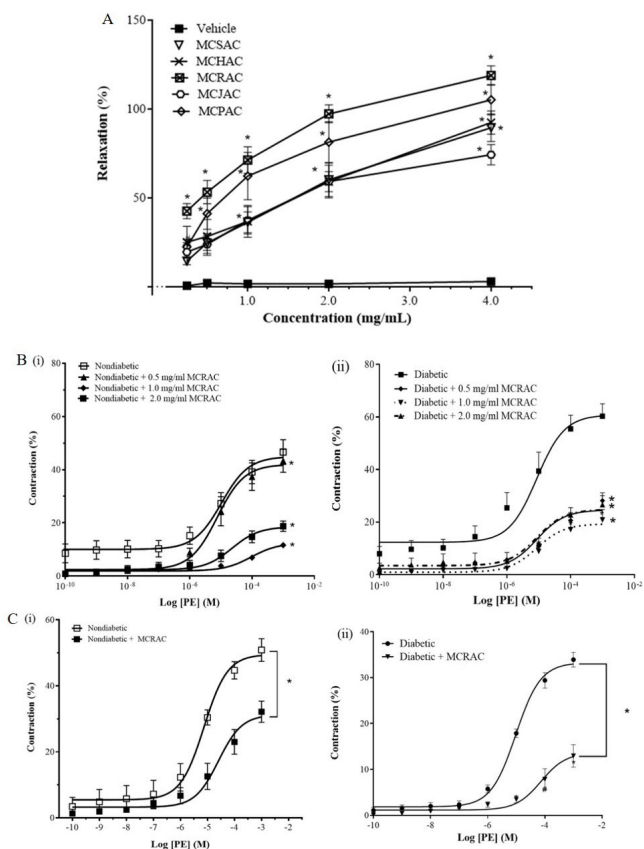 A
Vehicle
MCSAC
MCHAC
MCRAC
MCJAC
MCPAC
150
100
50
Relaxation (%)
1.0 2.0 3.0 4.0
Concentration (mg/mL)
B (i)
Nondiabetic
Nondiabetic + 0.5 mg/ml MCRAC
Nondiabetic + 1.0 mg/ml MCRAC
Nondiabetic + 2.0 mg/ml MCRAC
80
60
40
20
0
Contraction (%)
10-10 10-8 10-6 10-4 10-2
Log [PE] (M)
(ii)
Diabetic
Diabetic + 0.5 mg/ml MCRAC
Diabetic + 1.0 mg/ml MCRAC
Diabetic + 2.0 mg/ml MCRAC
80
60
40
20
0
Contraction (%)
10-10 10-8 10-6 10-4 10-2
Log [PE] (M)
C (i)
Nondiabetic
Nondiabetic + MCRAC
60
40
20
0
Contraction (%)
-10 -9 -8 -7 -6 -5 -4 -3 -2
Log [PE] (M)
(ii)
Diabetic
Diabetic + MCRAC
40
30
20
10
0
Contraction (%)
-10 -9 -8 -7 -6 -5 -4 -3 -2
Log [PE] (M)